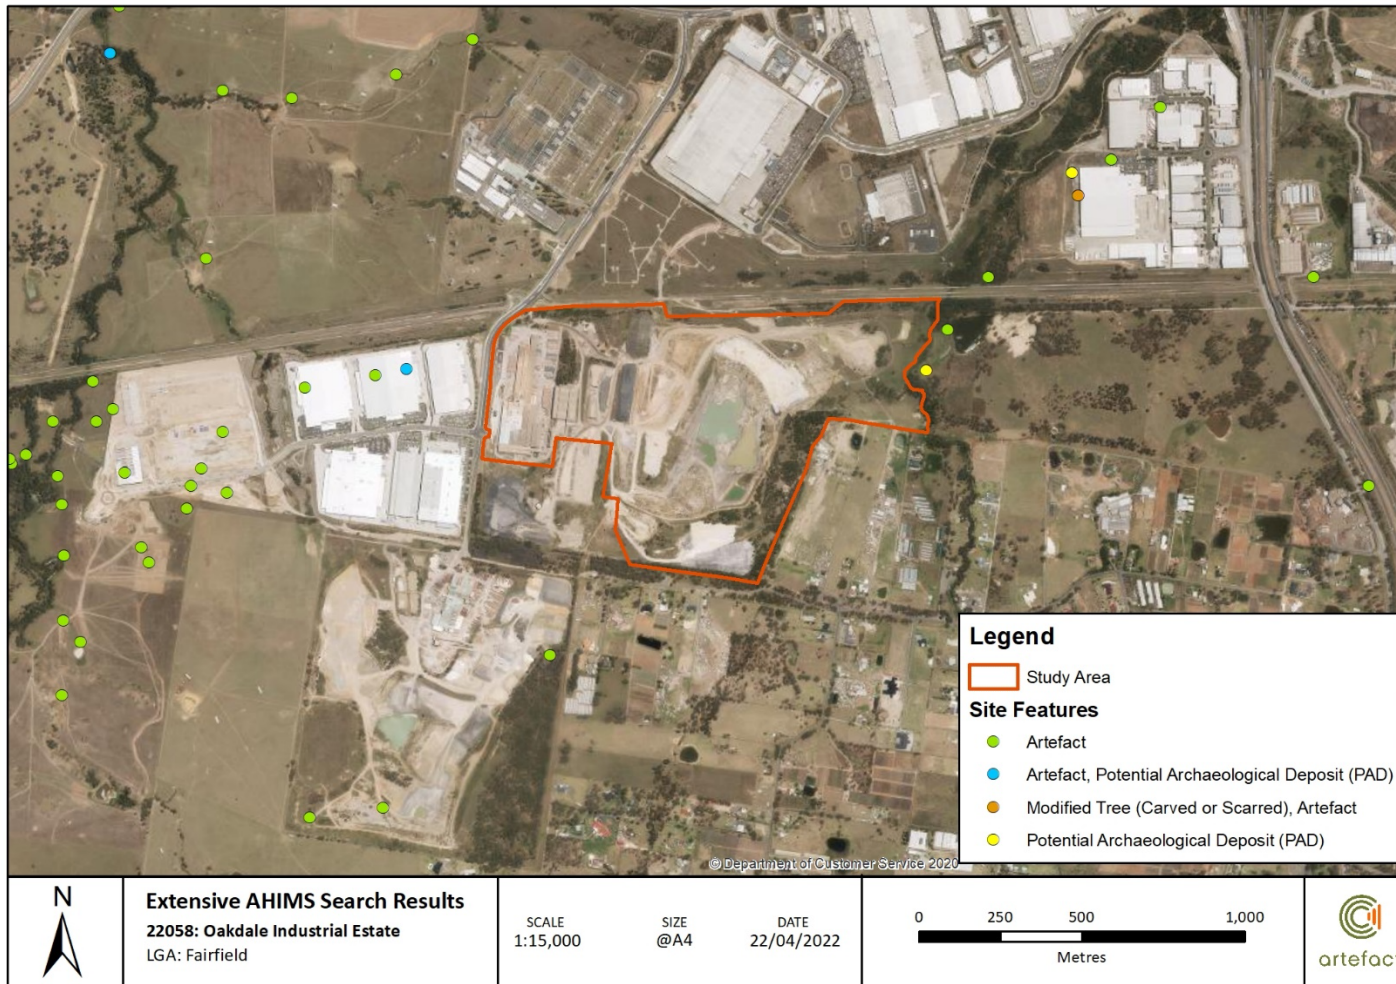 Legend
Study Area
Site Features
Artefact
Artefact, Potential Archaeological Deposit (PAD)
Modified Tree (Carved or Scarred), Artefact
Potential Archaeological Deposit (PAD)
© Department of Customer Service 2020
N
Extensive AHIMS Search Results
22058: Oakdale Industrial Estate
LGA: Fairfield
SCALE
1:15,000
SIZE
@A4
DATE
22/04/2022
0 250 500 1,000
Metres
artefact